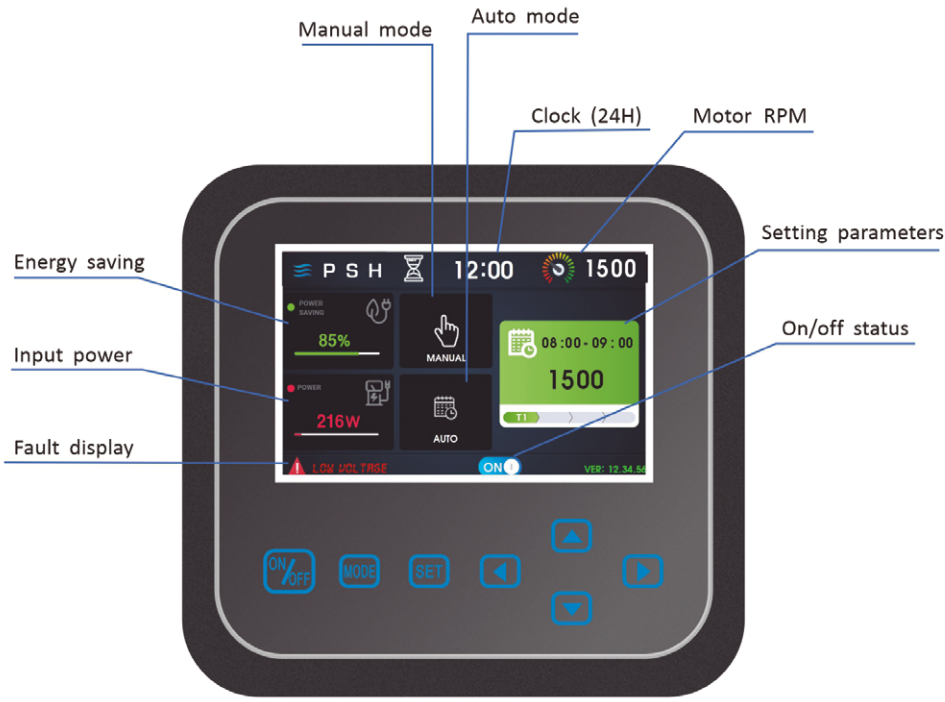 Auto mode
Manual mode
Clock (24H)
Motor RPM
Setting parameters
Energy saving
On/off status
Input power
Fault display
PSH 12:00 1500
POWER
SAVING
85%
MANUAL
08:00-09:00
1500
T1
POWER
216W
AUTO
LOW VOLTAGE
ON
VER: 12.34.56
ON/OFF
MODE
SET